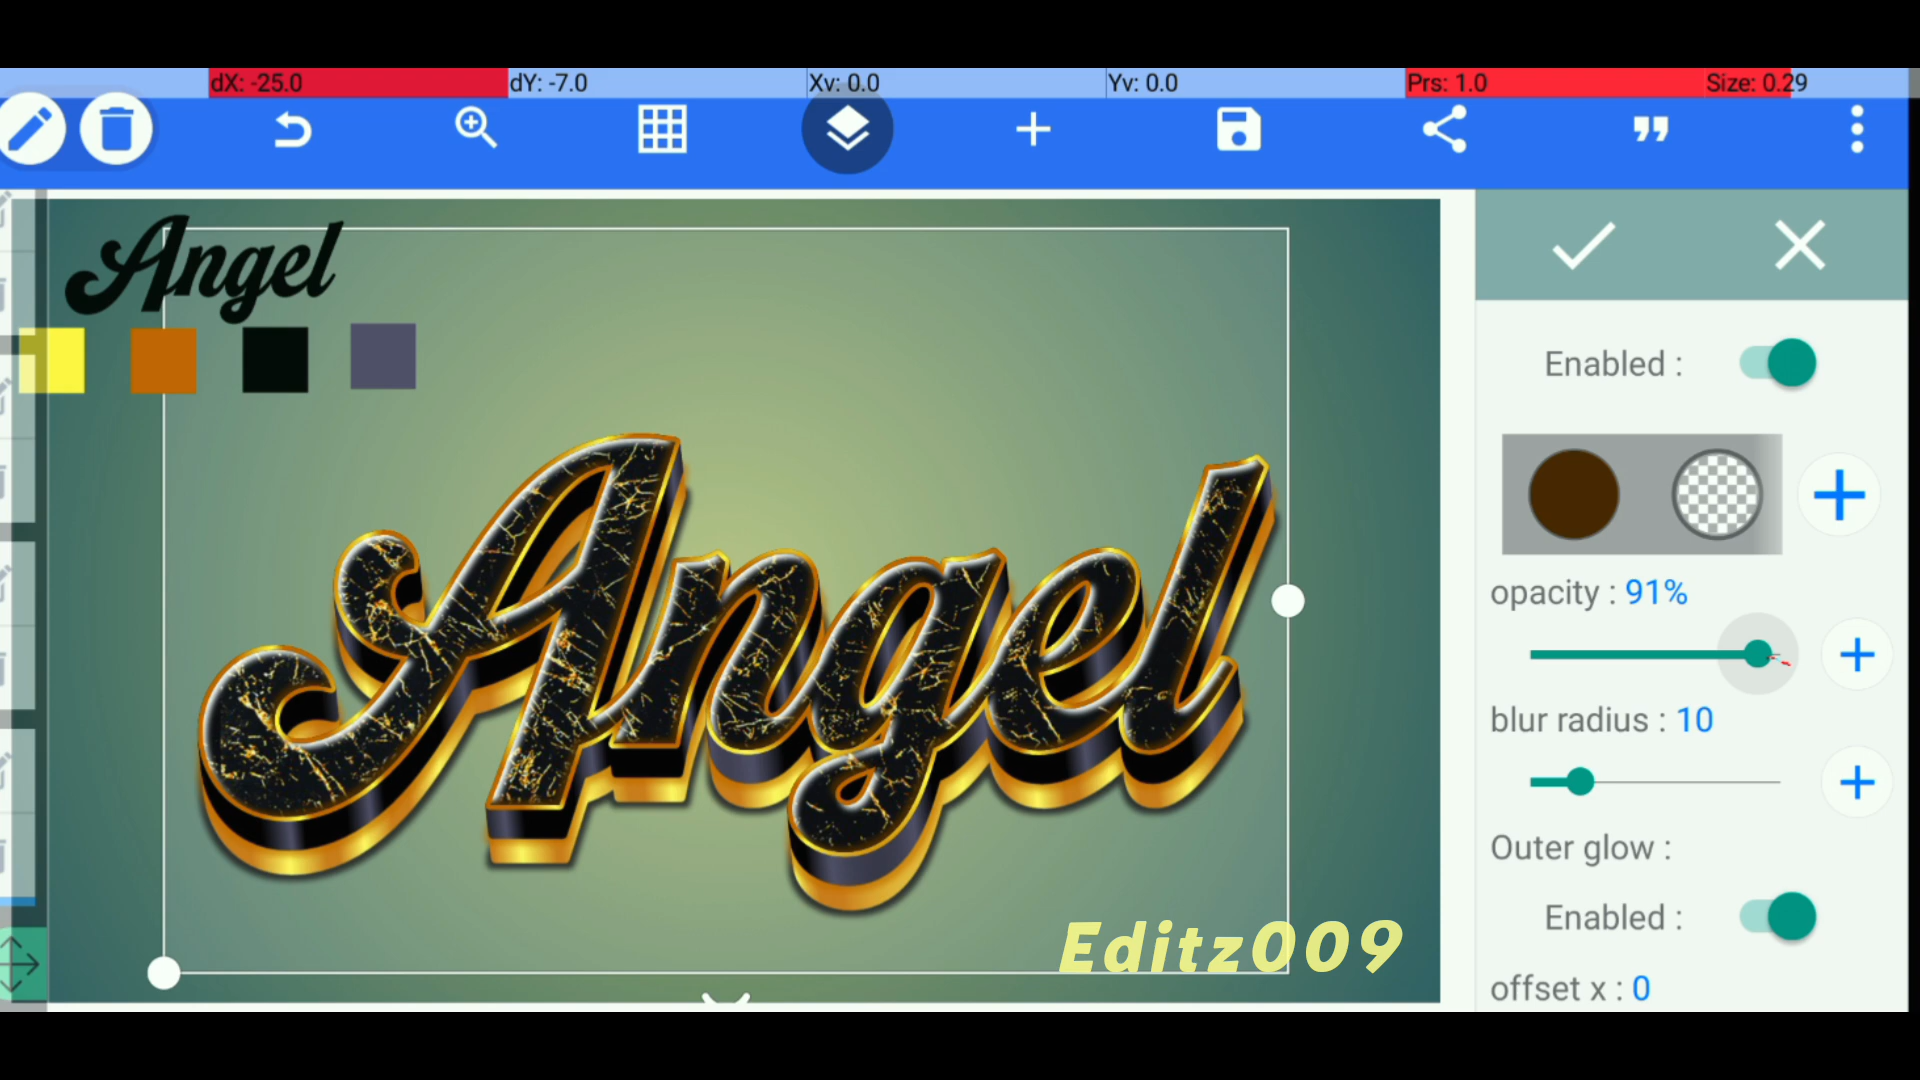 dX: -25.0 dY: -7.0 Xv: 0.0 Yv: 0.0 Prs: 1.0 Size: 0.29
Angel
Enabled :
opacity : 91%
blur radius : 10
Outer glow :
Enabled :
offset x : 0
Angel
Editz009